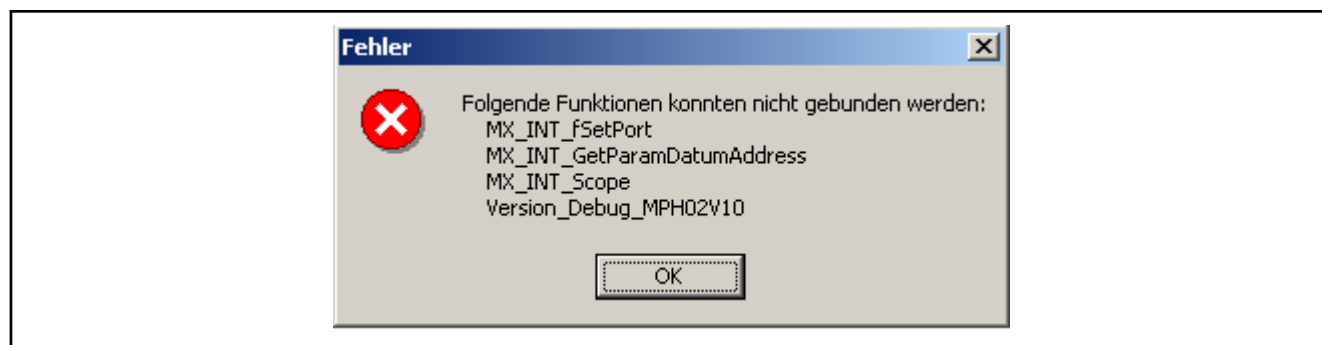 Fehler
Folgende Funktionen konnten nicht gebunden werden:
MX_INT_fSetPort
MX_INT_GetParamDatumAddress
MX_INT_Scope
Version_Debug_MPH02V10
OK